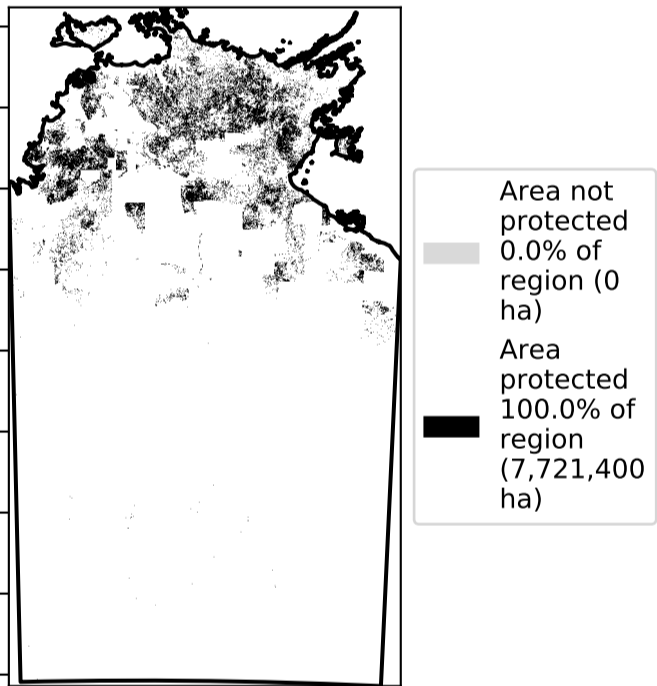 Area not
protected
0.0% of
region (0
ha)
Area
protected
100.0% of
region
(7,721,400
ha)